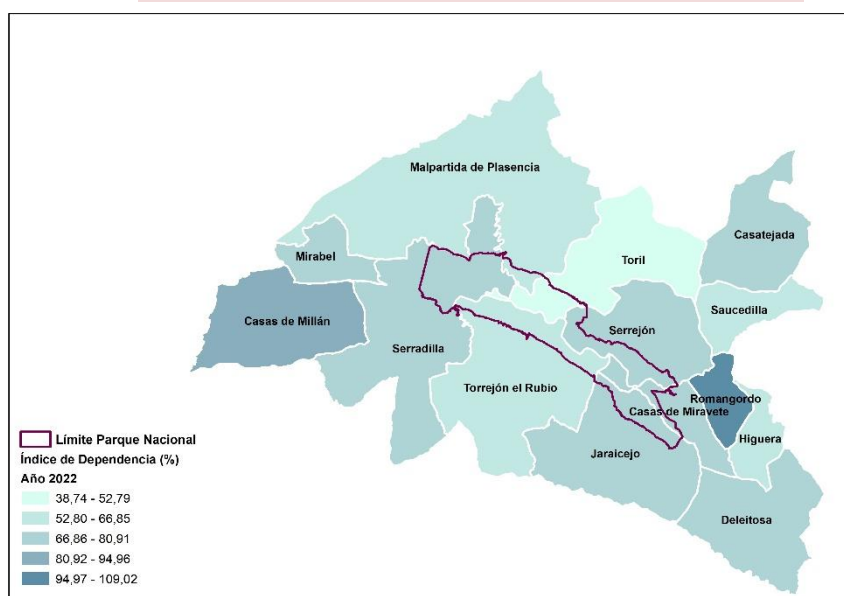 Malpartida de Plasencia
Casatejada
Toril
Mirabel
Saucedilla
Casas de Millán
Serrejón
Serradilla
Romangordo
Torrejón el Rubio
Casas de Miravete
Higuera
Jaraicejo
Deleitosa
Límite Parque Nacional
Índice de Dependencia (%)
Año 2022
38,74 - 52,79
52,80 - 66,85
66,86 - 80,91
80,92 - 94,96
94,97 - 109,02